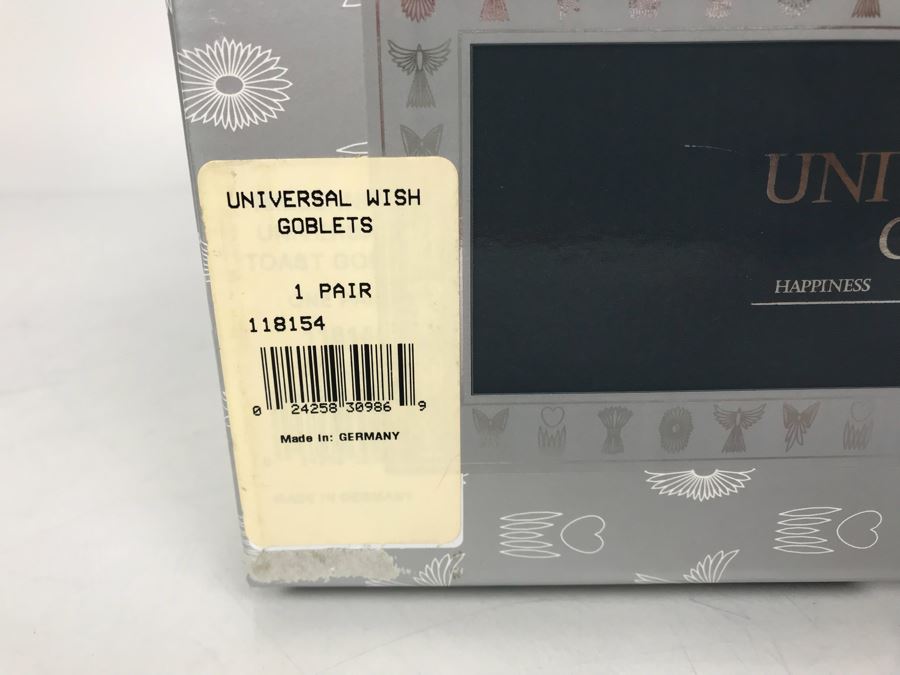 UNIVERSAL WISH
GOBLETS
1 PAIR
118154
0 24258 30986 9
Made in: GERMANY
UNI
HAPPINESS